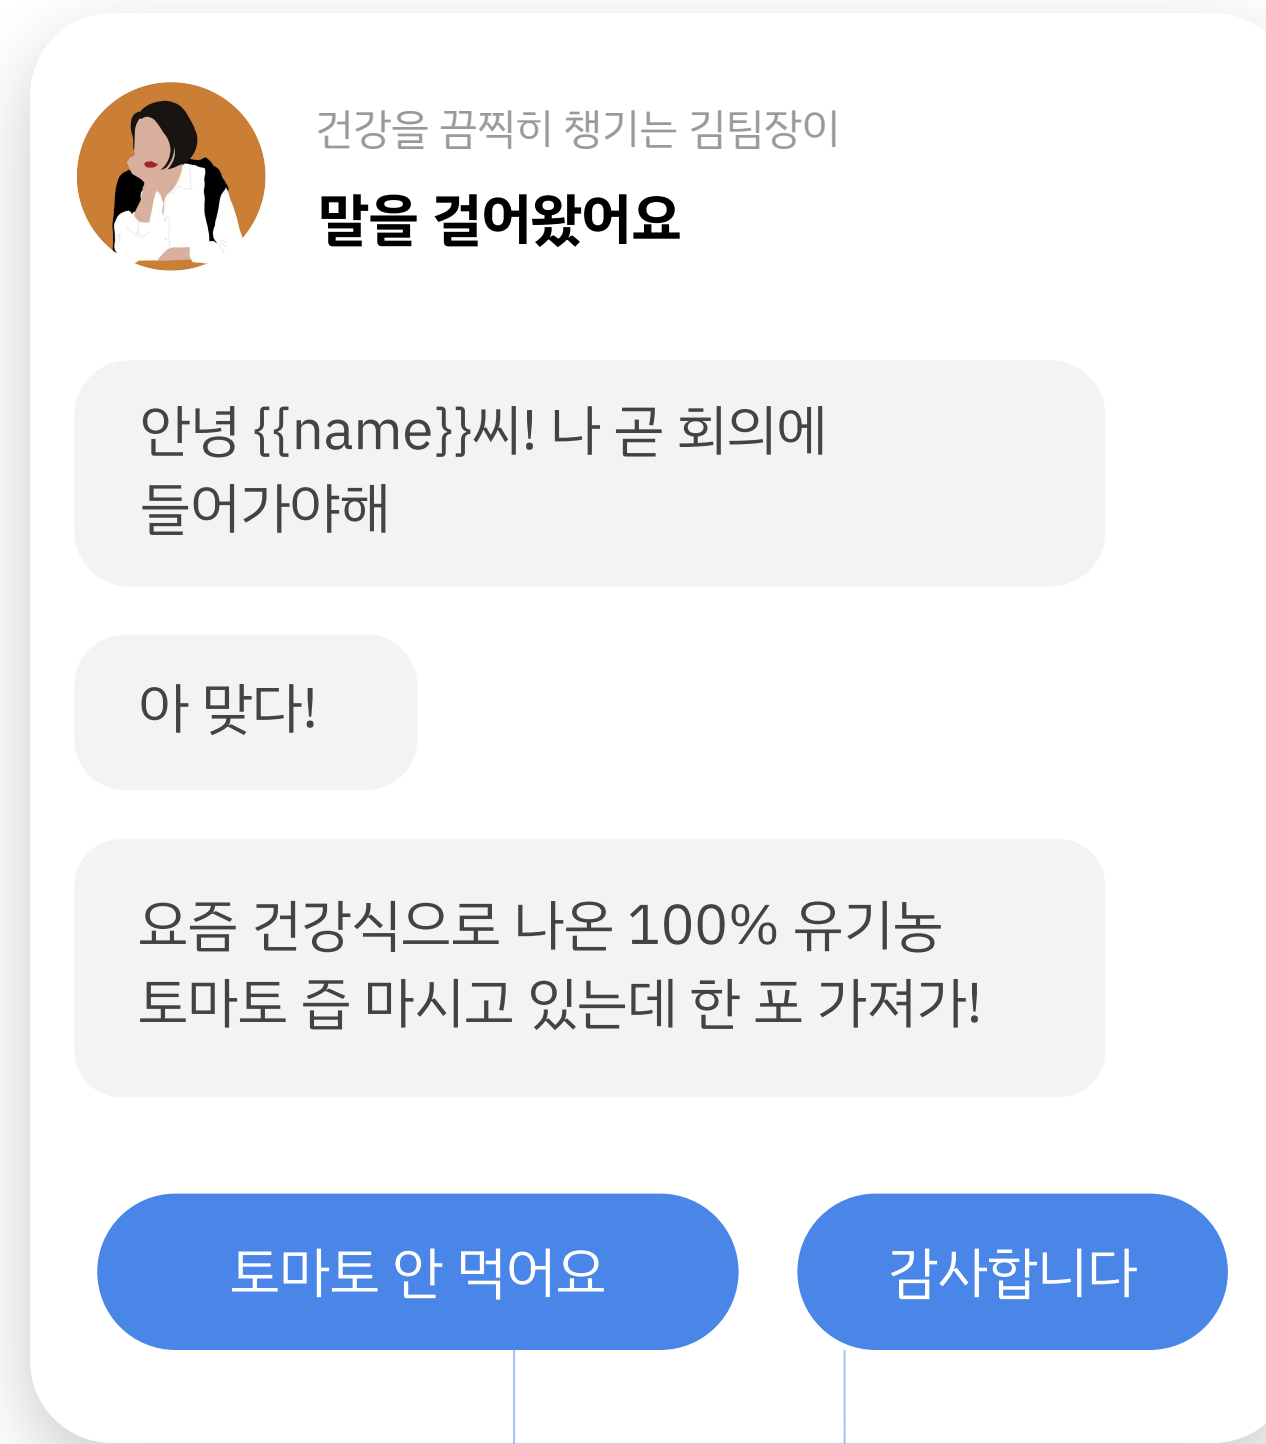 건강을 끔찍히 챙기는 김팀장이
말을 걸어왔어요
안녕 {{name}}씨! 나 곧 회의에
들어가야해
아 맞다!
요즘 건강식으로 나온 100% 유기농
토마토 즙 마시고 있는데 한 포 가져가!
토마토 안 먹어요
감사합니다